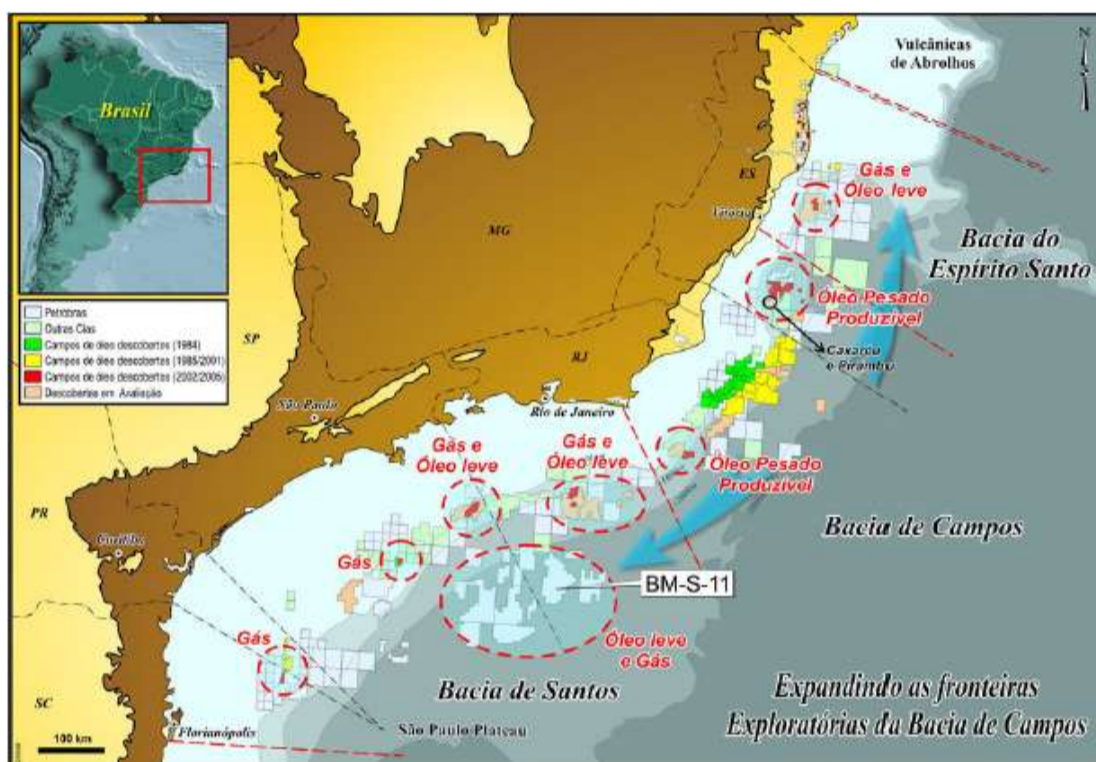 Brasil
Petrobras
Outras Cias
Campos de óleo descobertos (1984)
Campos de óleo descobertos (1985/2001)
Campos de óleo descobertos (2002/2005)
Descobertas em Avaliação
N
Vulcânicas
de Abrolhos
ES
Gás e
Óleo leve
Vitória
MG
Bacia do
Espírito Santo
Óleo Pesado
Produzível
Caxaréu
e Pirambú
SP
RJ
São Paulo
Rio de Janeiro
Gás e
Óleo leve
Gás e
Óleo leve
Óleo Pesado
Produzível
PR
Curitiba
Bacia de Campos
Gás
BM-S-11
Gás
Óleo leve
e Gás
Bacia de Santos
Expandindo as fronteiras
Exploratórias da Bacia de Campos
SC
Florianópolis
São Paulo Plateau
100 km